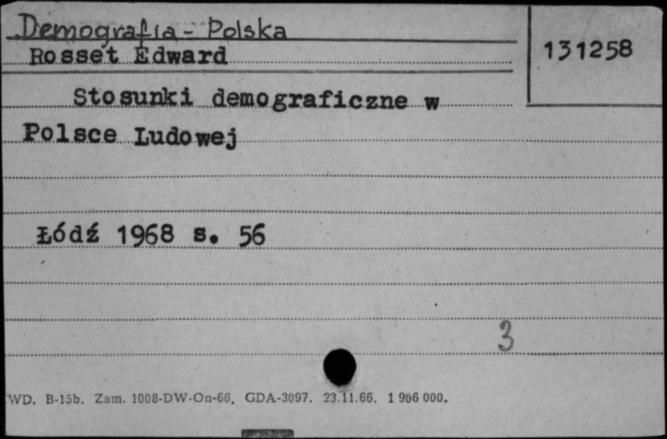 Demografia - Polska
Rosset Edward
131258
Stosunki demograficzne w
Polsce Ludowej
Łódź 1968 s. 56
3
WD. B-15b. Zam. 1008-DW-On-66. GDA-3097. 23.11.66. 1 906 000.